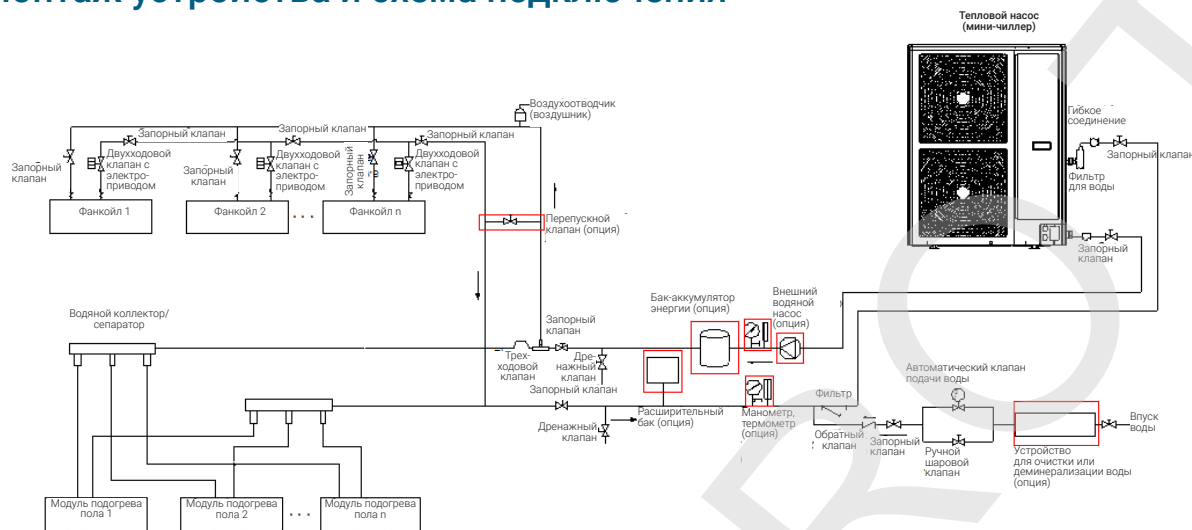 монтаж устройства и схема подключения
Тепловой насос
(мини-чиллер)
Воздухоотводчик
(воздушник)
Гибкое
соединение
Запорный клапан
Фильтр
для воды
Запорный
клапан
Запорный клапан
Запорный клапан
Запорный клапан
Запорный
клапан
Двухходовой
клапан с
электро-
приводом
Запорный
клапан
Двухходовой
клапан с
электро-
приводом
Запорный
клапан
Двухходовой
клапан с
электро-
приводом
Фанкойл 1
Фанкойл 2
...
Фанкойл n
Перепускной
клапан (опция)
Водяной коллектор/
сепаратор
Запорный
клапан
Бак-аккумулятор
энергии (опция)
Внешний
водяной
насос
(опция)
Трех-
ходовой
клапан
Дре-
нажный
клапан
Запорный клапан
Дренажный
клапан
Расширительный
бак (опция)
Манометр,
термометр
(опция)
Фильтр
Автоматический клапан
подачи воды
Обратный
клапан
Запорный
клапан
Ручной
шаровой
клапан
Устройство
для очистки или
деминерализации воды
(опция)
Впуск
воды
Модуль подогрева
пола 1
Модуль подогрева
пола 2
...
Модуль подогрева
пола n